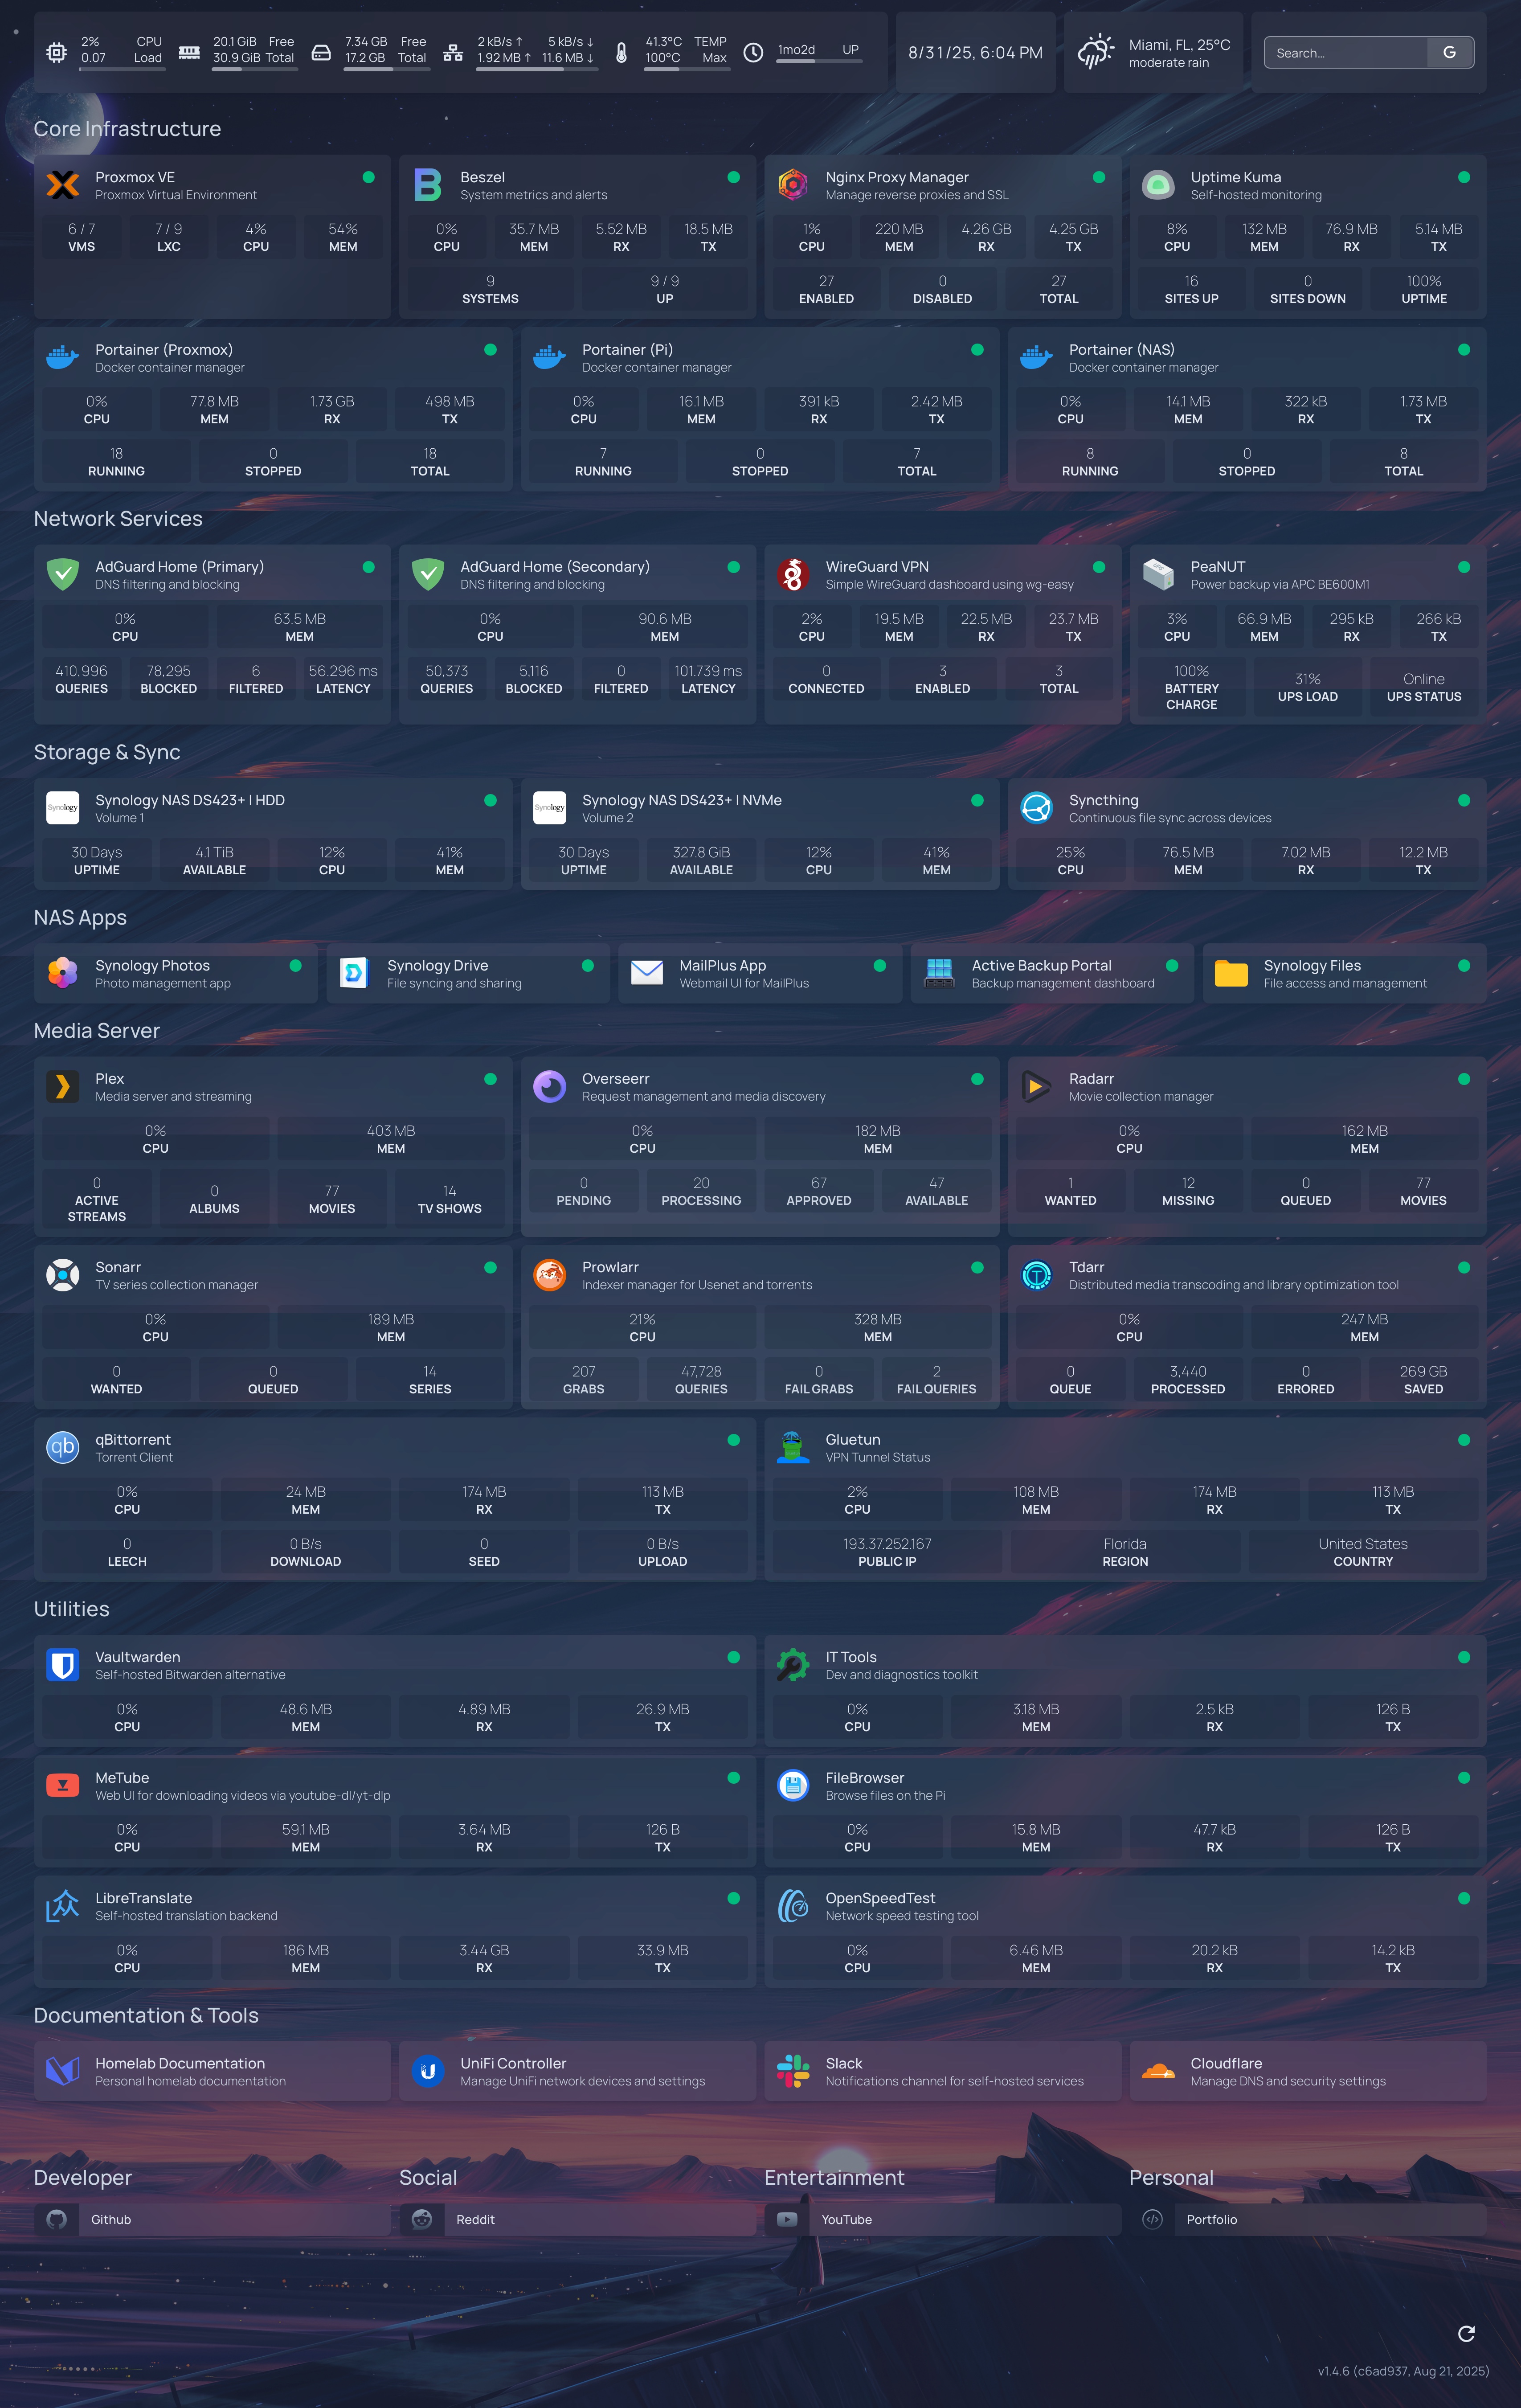 2% CPU 20.1 GiB Free 7.34 GB Free 2 kB/s ↑ 5 kB/s ↓ 41.3°C TEMP 1mo2d UP
0.07 Load 30.9 GiB Total 17.2 GB Total 1.92 MB ↑ 11.6 MB ↓ 100°C Max
8/31/25, 6:04 PM
Miami, FL, 25°C
moderate rain
Search... G
Core Infrastructure
Proxmox VE
Proxmox Virtual Environment
6 / 7 7 / 9 4% 54%
VMS LXC CPU MEM
B
Beszel
System metrics and alerts
0% 35.7 MB 5.52 MB 18.5 MB
CPU MEM RX TX
9 9 / 9
SYSTEMS UP
Nginx Proxy Manager
Manage reverse proxies and SSL
1% 220 MB 4.26 GB 4.25 GB
CPU MEM RX TX
27 0 27
ENABLED DISABLED TOTAL
Uptime Kuma
Self-hosted monitoring
8% 132 MB 76.9 MB 5.14 MB
CPU MEM RX TX
16 0 100%
SITES UP SITES DOWN UPTIME
Portainer (Proxmox)
Docker container manager
0% 77.8 MB 1.73 GB 498 MB
CPU MEM RX TX
18 0 18
RUNNING STOPPED TOTAL
Portainer (Pi)
Docker container manager
0% 16.1 MB 391 kB 2.42 MB
CPU MEM RX TX
7 0 7
RUNNING STOPPED TOTAL
Portainer (NAS)
Docker container manager
0% 14.1 MB 322 kB 1.73 MB
CPU MEM RX TX
8 0 8
RUNNING STOPPED TOTAL
Network Services
AdGuard Home (Primary)
DNS filtering and blocking
0% 63.5 MB
CPU MEM
410,996 78,295 6 56.296 ms
QUERIES BLOCKED FILTERED LATENCY
AdGuard Home (Secondary)
DNS filtering and blocking
0% 90.6 MB
CPU MEM
50,373 5,116 0 101.739 ms
QUERIES BLOCKED FILTERED LATENCY
WireGuard VPN
Simple WireGuard dashboard using wg-easy
2% 19.5 MB 22.5 MB 23.7 MB
CPU MEM RX TX
0 3 3
CONNECTED ENABLED TOTAL
PeaNUT
Power backup via APC BE600M1
3% 66.9 MB 295 kB 266 kB
CPU MEM RX TX
100% 31% Online
BATTERY CHARGE UPS LOAD UPS STATUS
Storage & Sync
Synology
Synology NAS DS423+ | HDD
Volume 1
30 Days 4.1 TiB 12% 41%
UPTIME AVAILABLE CPU MEM
Synology
Synology NAS DS423+ | NVMe
Volume 2
30 Days 327.8 GiB 12% 41%
UPTIME AVAILABLE CPU MEM
Syncthing
Continuous file sync across devices
25% 76.5 MB 7.02 MB 12.2 MB
CPU MEM RX TX
NAS Apps
Synology Photos
Photo management app
Synology Drive
File syncing and sharing
MailPlus App
Webmail UI for MailPlus
Active Backup Portal
Backup management dashboard
Synology Files
File access and management
Media Server
Plex
Media server and streaming
0% 403 MB
CPU MEM
0 0 77 14
ACTIVE STREAMS ALBUMS MOVIES TV SHOWS
Overseerr
Request management and media discovery
0% 182 MB
CPU MEM
0 20 67 47
PENDING PROCESSING APPROVED AVAILABLE
Radarr
Movie collection manager
0% 162 MB
CPU MEM
1 12 0 77
WANTED MISSING QUEUED MOVIES
Sonarr
TV series collection manager
0% 189 MB
CPU MEM
0 0 14
WANTED QUEUED SERIES
Prowlarr
Indexer manager for Usenet and torrents
21% 328 MB
CPU MEM
207 47,728 0 2
GRABS QUERIES FAIL GRABS FAIL QUERIES
Tdarr
Distributed media transcoding and library optimization tool
0% 247 MB
CPU MEM
0 3,440 0 269 GB
QUEUE PROCESSED ERRORED SAVED
qb
qBittorrent
Torrent Client
0% 24 MB 174 MB 113 MB
CPU MEM RX TX
0 0 B/s 0 0 B/s
LEECH DOWNLOAD SEED UPLOAD
Gluetun
VPN Tunnel Status
2% 108 MB 174 MB 113 MB
CPU MEM RX TX
193.37.252.167 Florida United States
PUBLIC IP REGION COUNTRY
Utilities
Vaultwarden
Self-hosted Bitwarden alternative
0% 48.6 MB 4.89 MB 26.9 MB
CPU MEM RX TX
IT Tools
Dev and diagnostics toolkit
0% 3.18 MB 2.5 kB 126 B
CPU MEM RX TX
MeTube
Web UI for downloading videos via youtube-dl/yt-dlp
0% 59.1 MB 3.64 MB 126 B
CPU MEM RX TX
FileBrowser
Browse files on the Pi
0% 15.8 MB 47.7 kB 126 B
CPU MEM RX TX
LibreTranslate
Self-hosted translation backend
0% 186 MB 3.44 GB 33.9 MB
CPU MEM RX TX
OpenSpeedTest
Network speed testing tool
0% 6.46 MB 20.2 kB 14.2 kB
CPU MEM RX TX
Documentation & Tools
Homelab Documentation
Personal homelab documentation
UniFi Controller
Manage UniFi network devices and settings
Slack
Notifications channel for self-hosted services
Cloudflare
Manage DNS and security settings
Developer
Github
Social
Reddit
Entertainment
YouTube
Personal
Portfolio
v1.4.6 (c6ad937, Aug 21, 2025)